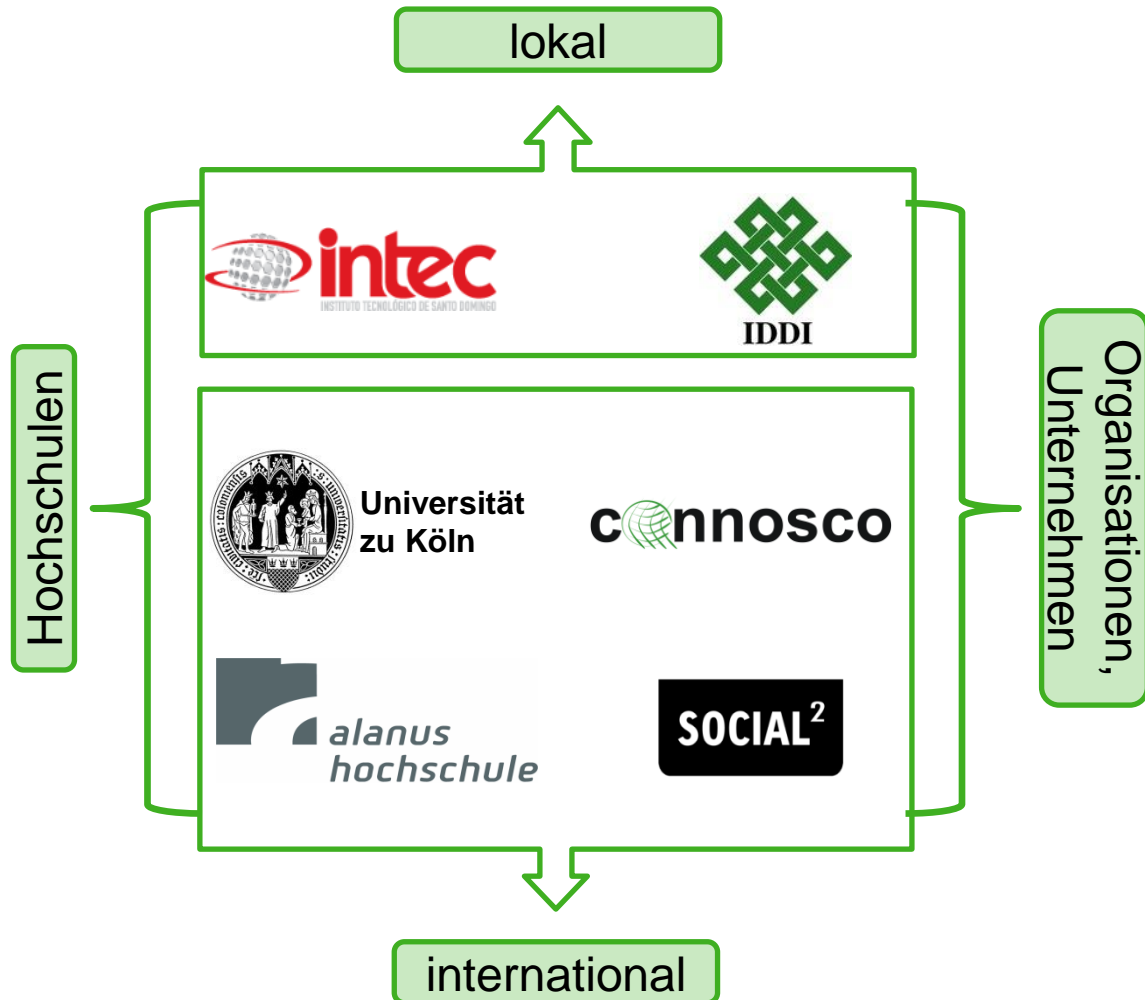 lokal
intec
INSTITUTO TECNOLÓGICO DE SANTO DOMINGO
IDDI
Hochschulen
Organisationen,
Unternehmen
Universität
zu Köln
connosco
alanus
hochschule
SOCIAL²
international